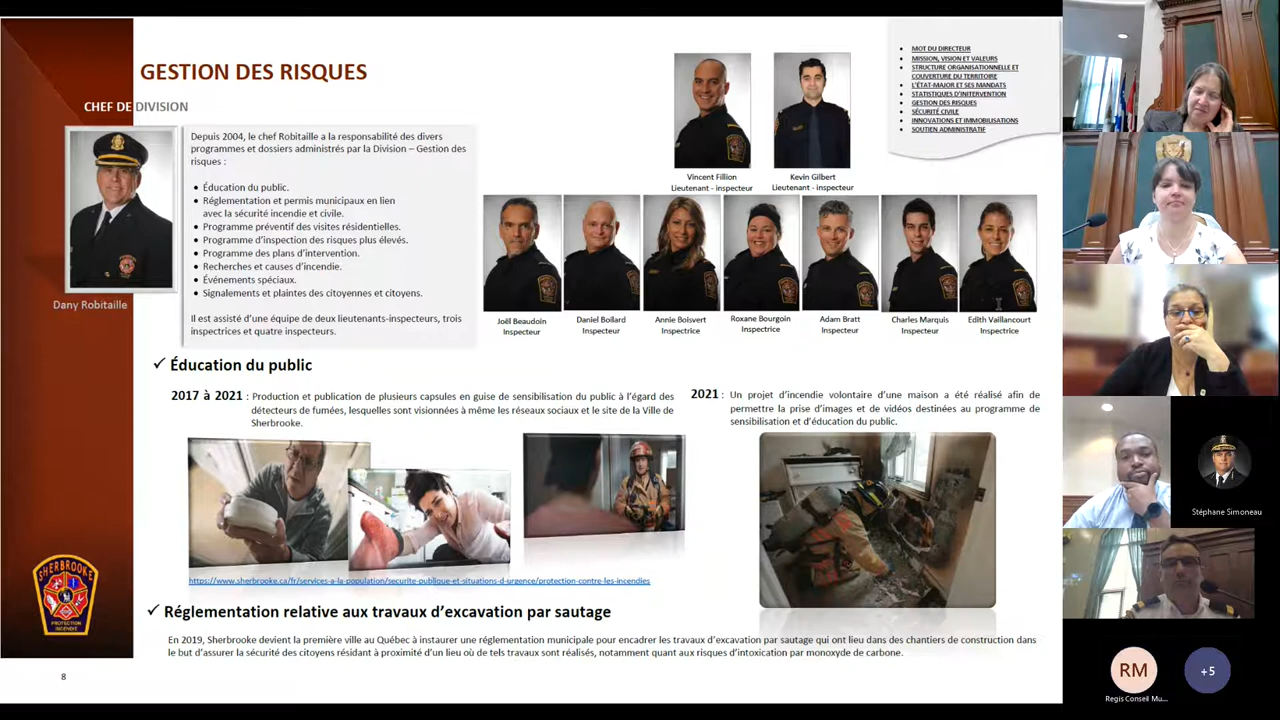 GESTION DES RISQUES
CHEF DE DIVISION
Dany Robitaille
Depuis 2004, le chef Robitaille a la responsabilité des divers
programmes et dossiers administrés par la Division – Gestion des
risques :
• Éducation du public.
• Réglementation et permis municipaux en lien
avec la sécurité incendie et civile.
• Programme préventif des visites résidentielles.
• Programme d'inspection des risques plus élevés.
• Programme des plans d'intervention.
• Recherches et causes d'incendie.
• Événements spéciaux.
• Signalements et plaintes des citoyennes et citoyens.
Il est assisté d'une équipe de deux lieutenants-inspecteurs, trois
inspectrices et quatre inspecteurs.
Vincent Fillion
Lieutenant - inspecteur
Kevin Gilbert
Lieutenant - inspecteur
• MOT DU DIRECTEUR
• MISSION, VISION ET VALEURS
• STRUCTURE ORGANISATIONNELLE ET
COUVERTURE DU TERRITOIRE
• L'ÉTAT-MAJOR ET SES MANDATS
• STATISTIQUES D'INITERVENTION
• GESTION DES RISQUES
• SÉCURITÉ CIVILE
• INNOVATIONS ET IMMOBILISATIONS
• SOUTIEN ADMINISTRATIF
Joël Beaudoin
Inspecteur
Daniel Boilard
Inspecteur
Annie Boisvert
Inspectrice
Roxane Bourgoin
Inspectrice
Adam Bratt
Inspecteur
Charles Marquis
Inspecteur
Edith Vaillancourt
Inspectrice
✓ Éducation du public
2017 à 2021 : Production et publication de plusieurs capsules en guise de sensibilisation du public à l'égard des
détecteurs de fumées, lesquelles sont visionnées à même les réseaux sociaux et le site de la Ville de
Sherbrooke.
2021 : Un projet d'incendie volontaire d'une maison a été réalisé afin de
permettre la prise d'images et de vidéos destinées au programme de
sensibilisation et d'éducation du public.
https://www.sherbrooke.ca/fr/services-a-la-population/securite-publique-et-situations-d-urgence/protection-contre-les-incendies
✓ Réglementation relative aux travaux d'excavation par sautage
En 2019, Sherbrooke devient la première ville au Québec à instaurer une réglementation municipale pour encadrer les travaux d'excavation par sautage qui ont lieu dans des chantiers de construction dans
le but d'assurer la sécurité des citoyens résidant à proximité d'un lieu où de tels travaux sont réalisés, notamment quant aux risques d'intoxication par monoxyde de carbone.
SHERBROOKE
PROTECTION
INCENDIE
8
Stéphane Simoneau
RM
Regis Conseil Mu...
+5